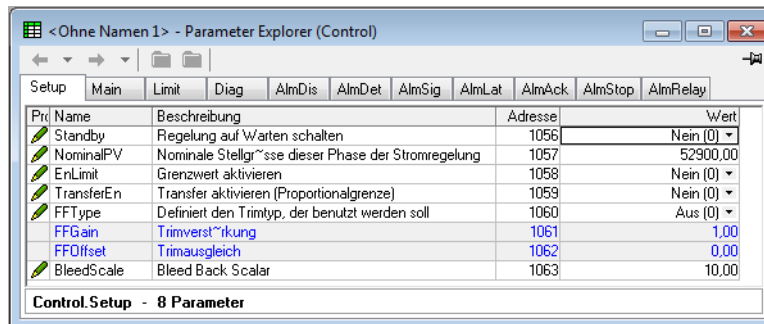 <Ohne Namen 1> - Parameter Explorer (Control)
Setup Main Limit Diag AlmDis AlmDet AlmSig AlmLat AlmAck AlmStop AlmRelay
Pro Name Beschreibung Adresse Wert
Standby Regelung auf Warten schalten 1056 Nein (0)
NominalPV Nominale Stellgr~sse dieser Phase der Stromregelung 1057 52900,00
EnLimit Grenzwert aktivieren 1058 Nein (0)
TransferEn Transfer aktivieren (Proportionalgrenze) 1059 Nein (0)
FFType Definiert den Trimtyp, der benutzt werden soll 1060 Aus (0)
FFGain Trimverst~rkung 1061 1,00
FFOffset Trimausgleich 1062 0,00
BleedScale Bleed Back Scalar 1063 10,00
Control.Setup - 8 Parameter